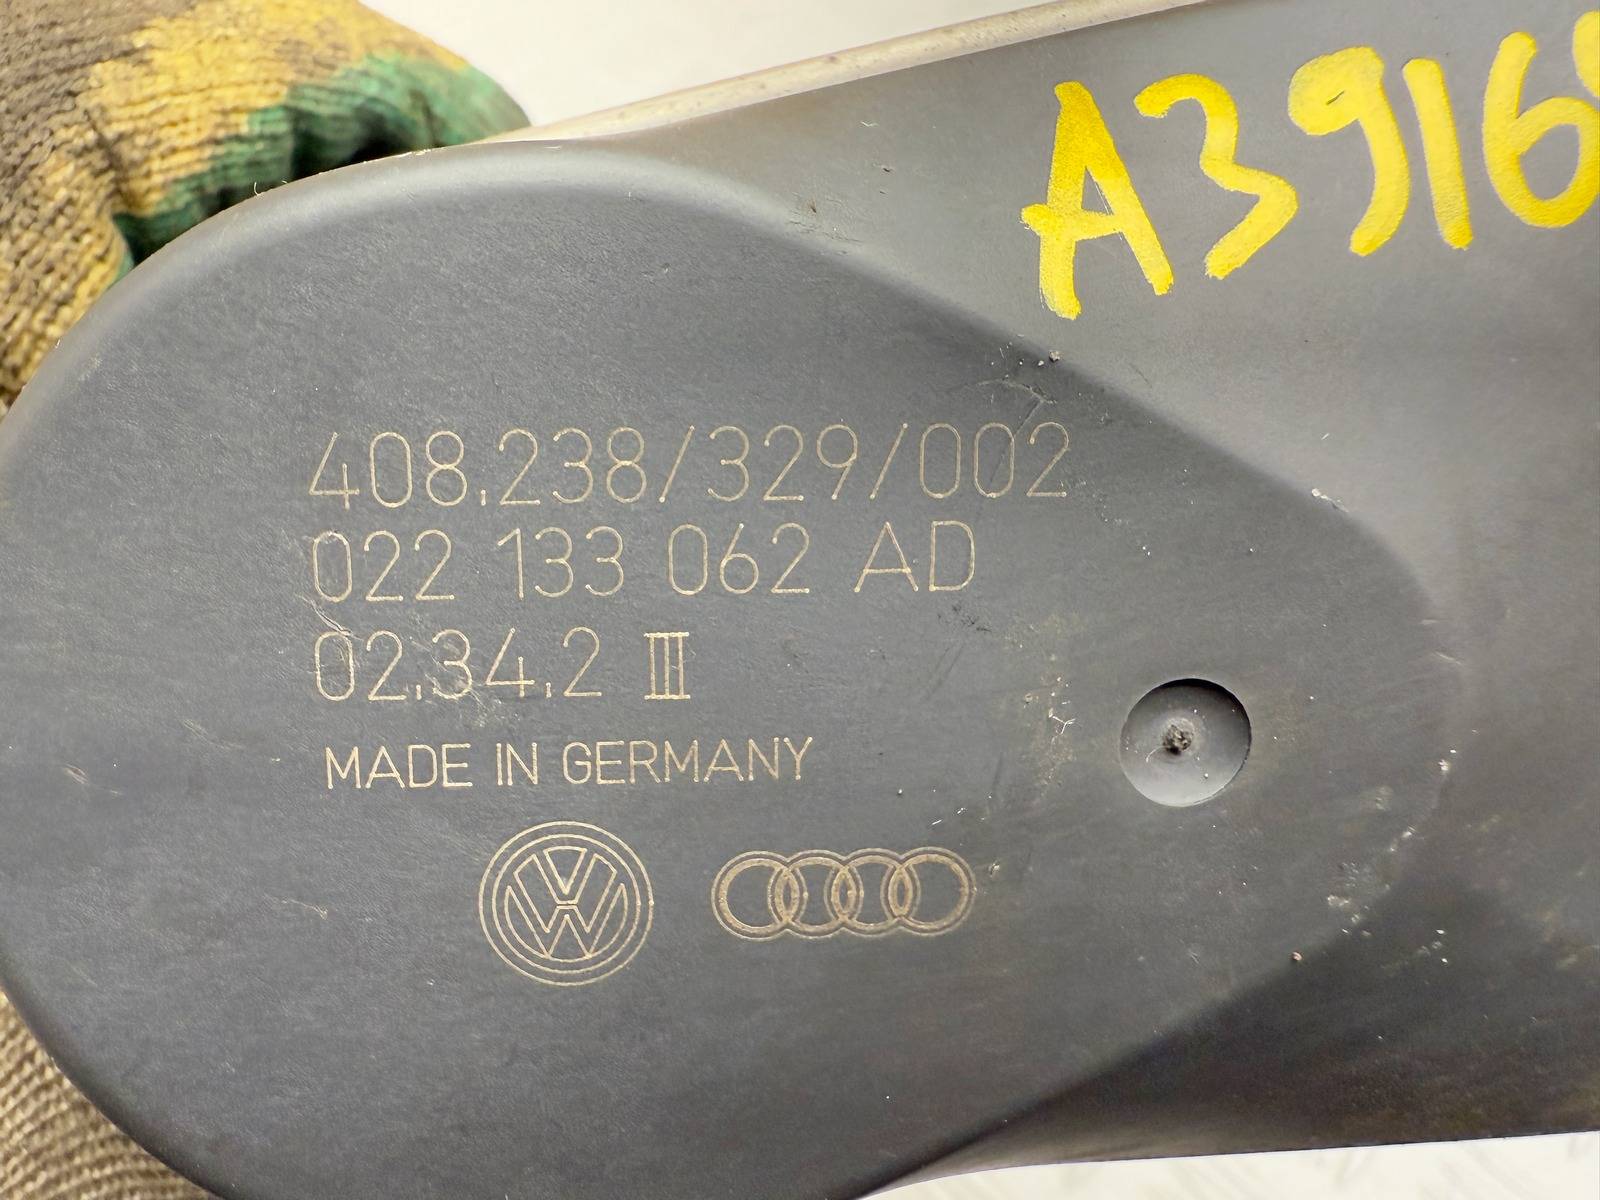 A3916
408.238/329/002
022 133 062 AD
02.34.2 III
MADE IN GERMANY